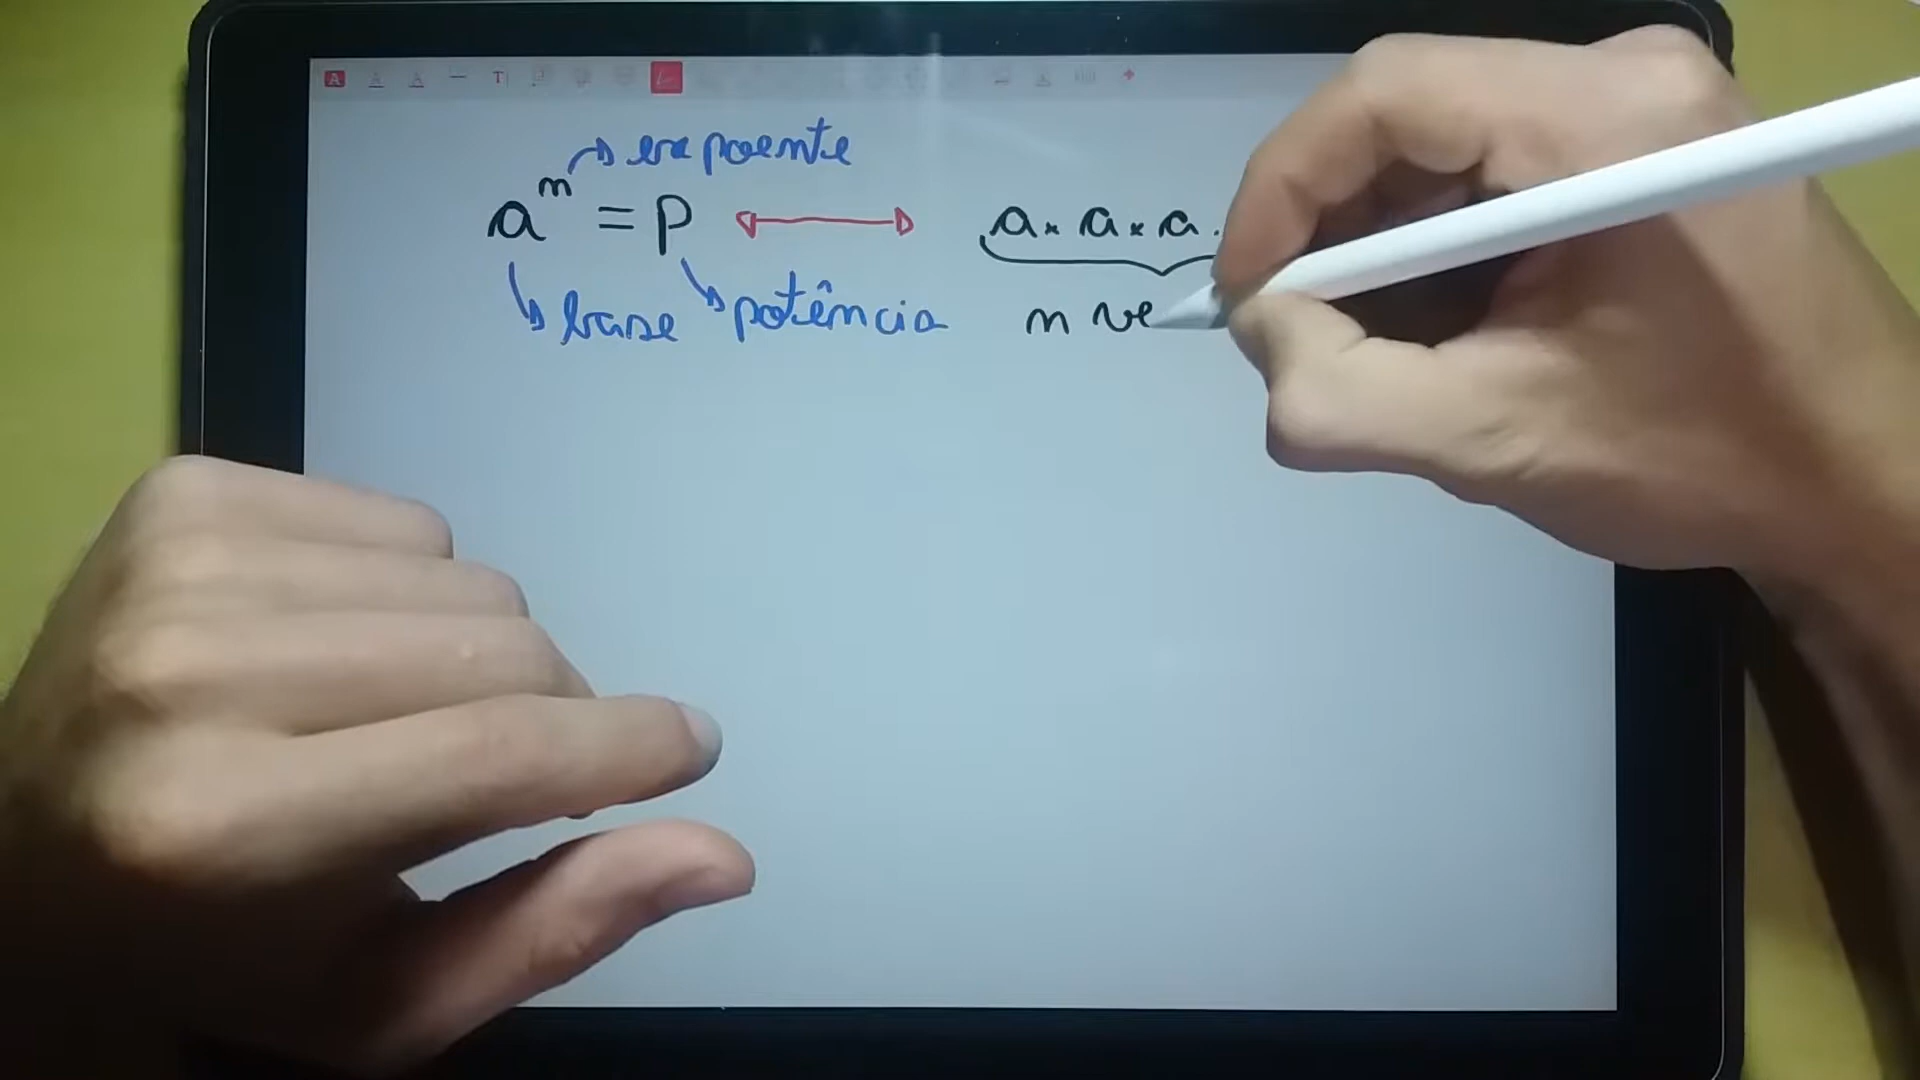 expoente
aⁿ = p ⟷ a × a × a .
base potência n ve